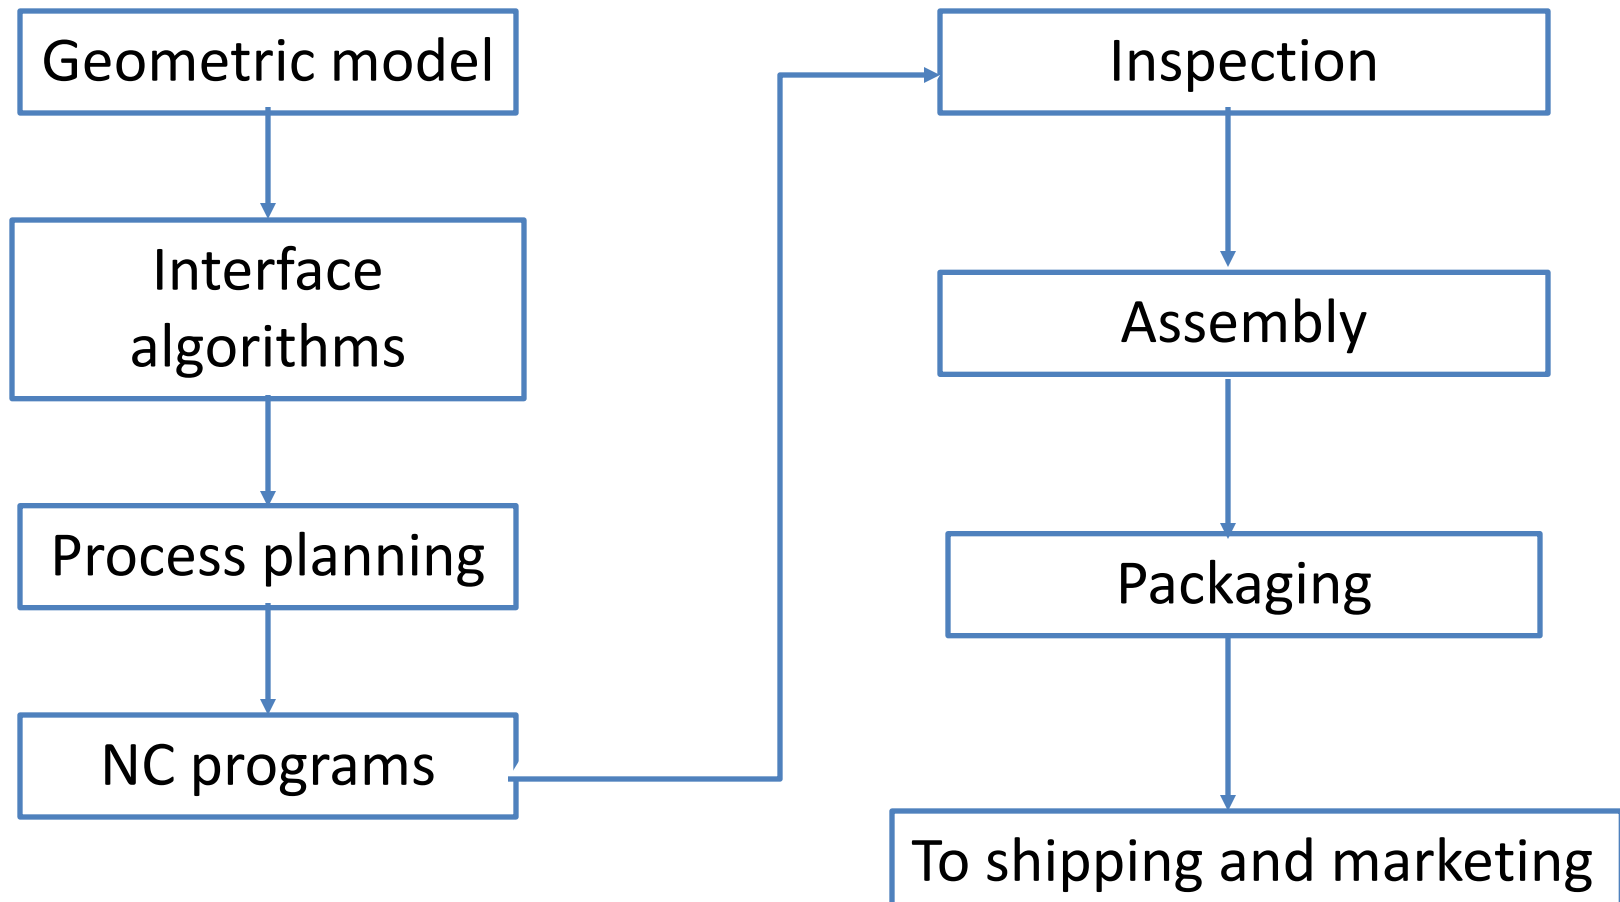 Geometric model
Interface
algorithms
Process planning
NC programs
Inspection
Assembly
Packaging
To shipping and marketing